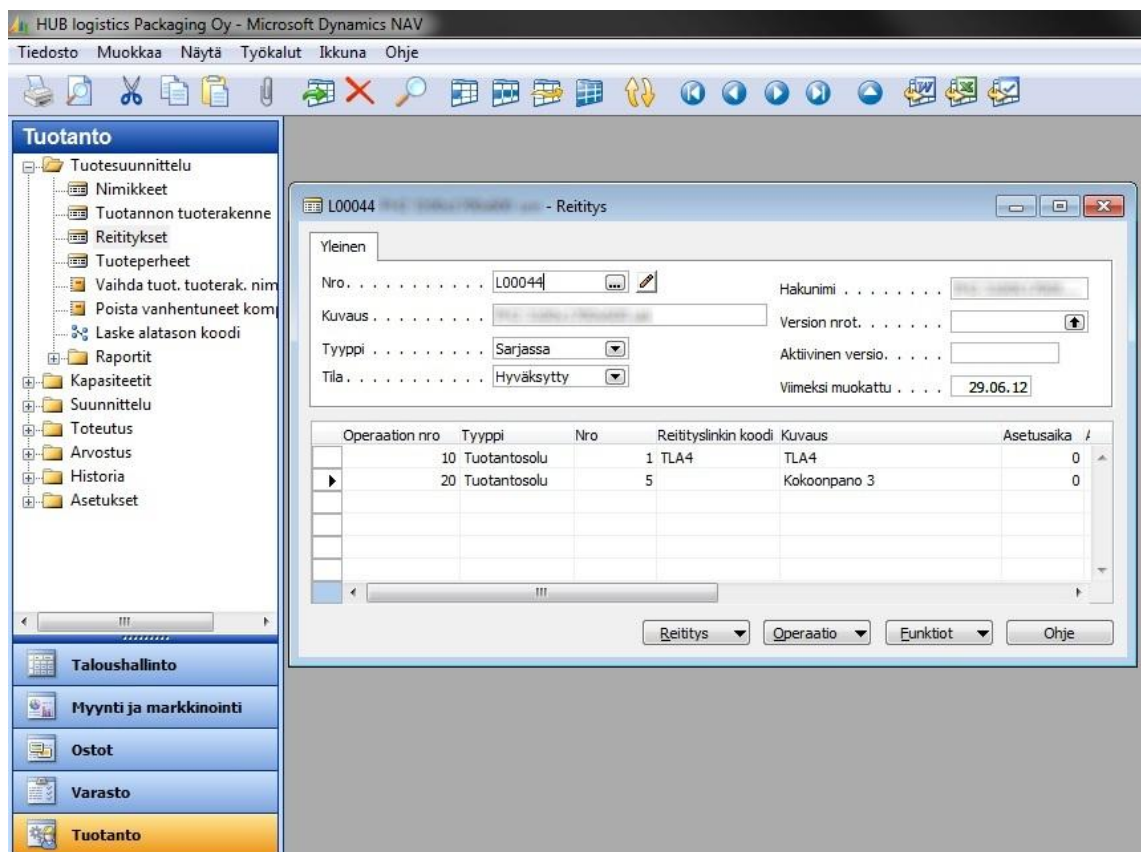 HUB logistics Packaging Oy - Microsoft Dynamics NAV
Tiedosto Muokkaa Näytä Työkalut Ikkuna Ohje
Tuotanto
Tuotesuunnittelu
Nimikkeet
Tuotannon tuoterakenne
Reititykset
Tuoteperheet
Vaihda tuot. tuoterak. nim
Poista vanhentuneet komp
Laske alatason koodi
Raportit
Kapasiteetit
Suunnittelu
Toteutus
Arvostus
Historia
Asetukset
Taloushallinto
Myynti ja markkinointi
Ostot
Varasto
Tuotanto
L00044 - Reititys
Yleinen
Nro. . . . . . . . . . . . L00044
Kuvaus . . . . . . . . .
Tyyppi . . . . . . . . . Sarjassa
Tila. . . . . . . . . . . . Hyväksytty
Hakunimi . . . . . . . .
Version nrot. . . . . . .
Aktiivinen versio. . . . .
Viimeksi muokattu . . . . 29.06.12
Operaation nro Tyyppi Nro Reitityslinkin koodi Kuvaus Asetusaika
10 Tuotantosolu 1 TLA4 TLA4 0
20 Tuotantosolu 5 Kokoonpano 3 0
Reititys Operaatio Funktiot Ohje